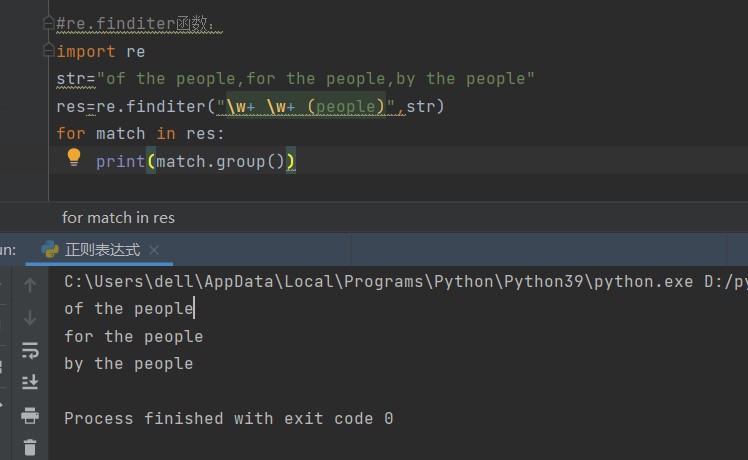 #re.finditer函数：
import re
str="of the people,for the people,by the people"
res=re.finditer("\w+ \w+ (people)",str)
for match in res:
print(match.group())
for match in res
un:
正则表达式
C:\Users\dell\AppData\Local\Programs\Python\Python39\python.exe D:/py
of the people
for the people
by the people
Process finished with exit code 0